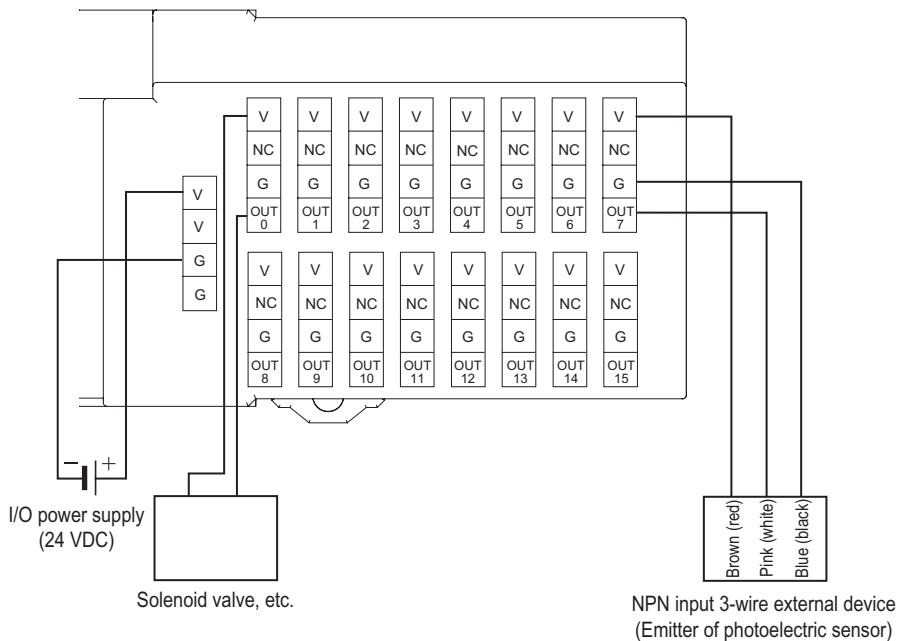 V V V V V V V V
NC NC NC NC NC NC NC NC
G G G G G G G G
OUT 0 OUT 1 OUT 2 OUT 3 OUT 4 OUT 5 OUT 6 OUT 7
V
V
G
G
V V V V V V V V
NC NC NC NC NC NC NC NC
G G G G G G G G
OUT 8 OUT 9 OUT 10 OUT 11 OUT 12 OUT 13 OUT 14 OUT 15
− +
I/O power supply
(24 VDC)
Solenoid valve, etc.
Brown (red)
Pink (white)
Blue (black)
NPN input 3-wire external device
(Emitter of photoelectric sensor)